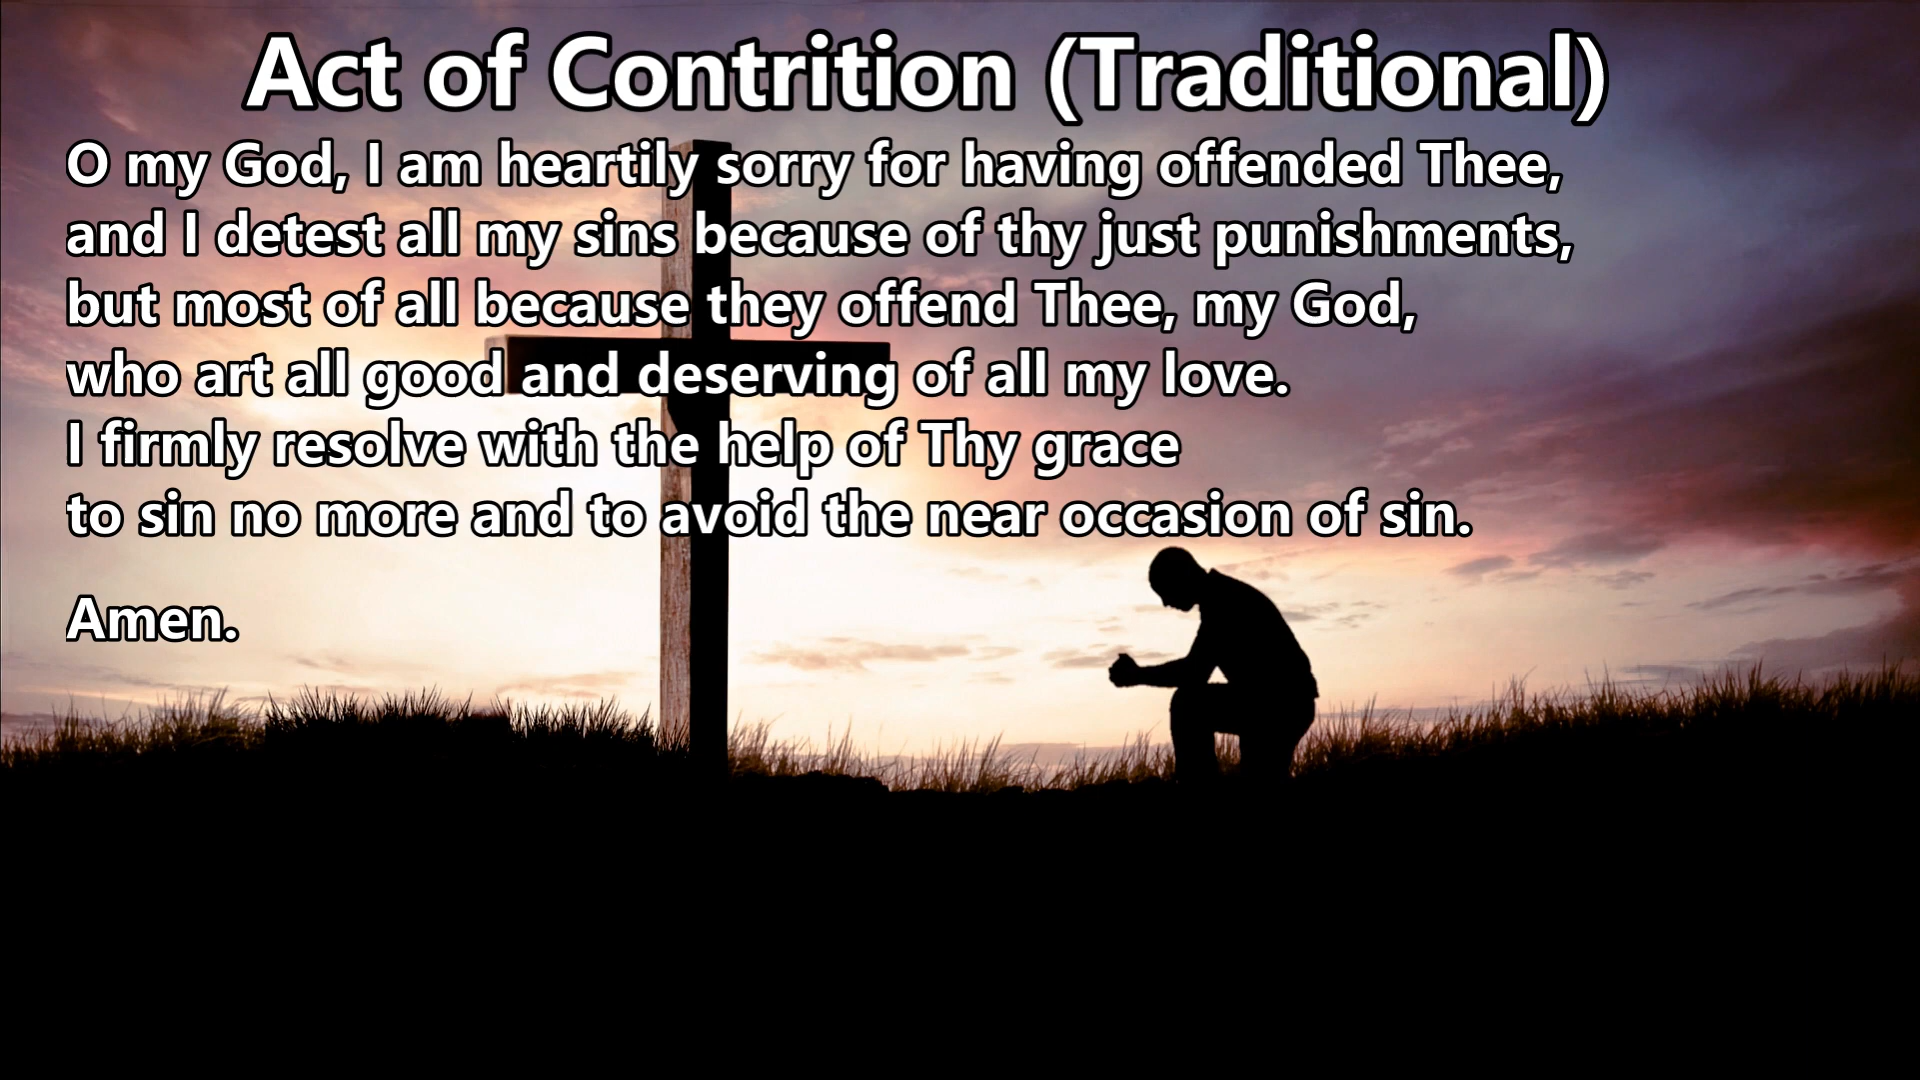 Act of Contrition (Traditional)
O my God, I am heartily sorry for having offended Thee,
and I detest all my sins because of thy just punishments,
but most of all because they offend Thee, my God,
who art all good and deserving of all my love.
I firmly resolve with the help of Thy grace
to sin no more and to avoid the near occasion of sin.
Amen.